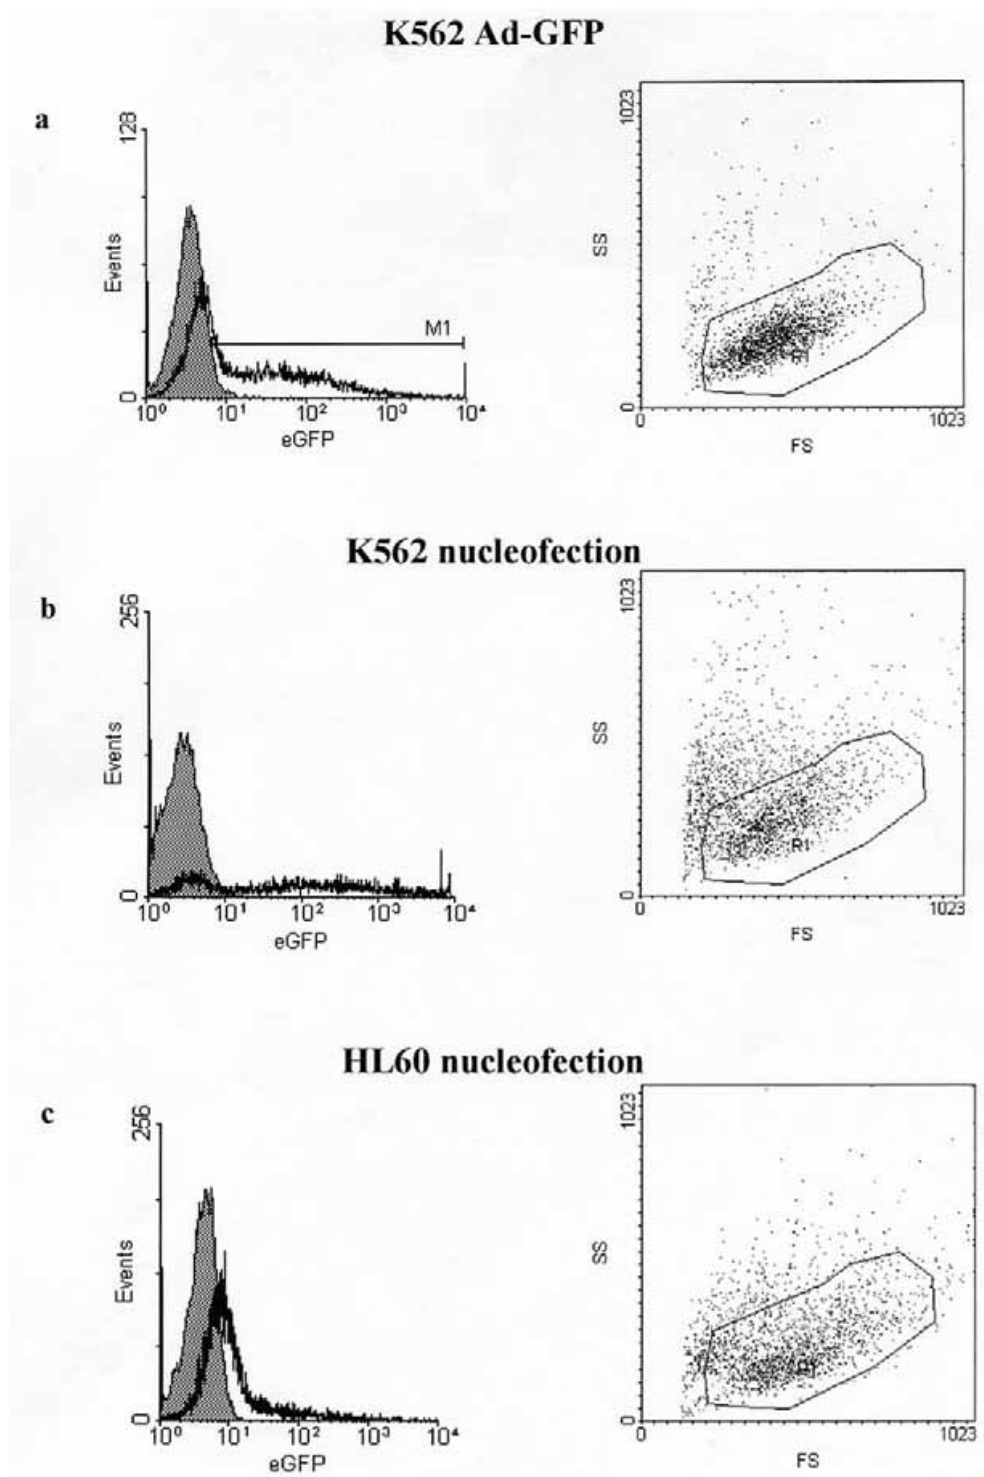 K562 Ad-GFP
a
128
Events
0
M1
10⁰ 10¹ 10² 10³ 10⁴
eGFP
1023
SS
0
R1
0 1023
FS
K562 nucleofection
b
256
Events
0
10⁰ 10¹ 10² 10³ 10⁴
eGFP
1023
SS
0
R1
0 1023
FS
HL60 nucleofection
c
256
Events
0
10⁰ 10¹ 10² 10³ 10⁴
eGFP
1023
SS
0
R1
0 1023
FS